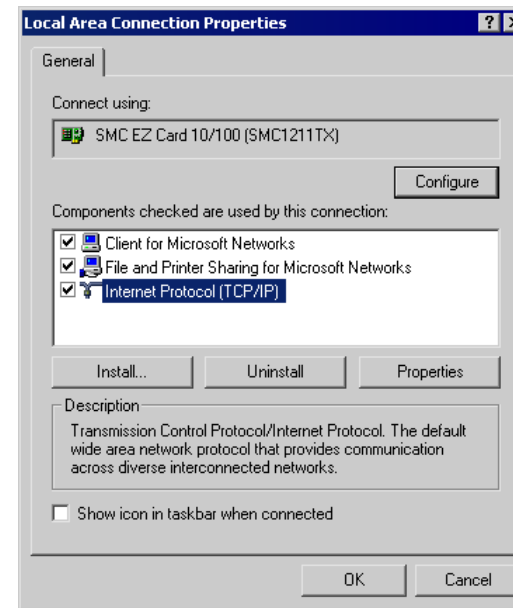 Local Area Connection Properties
General
Connect using:
SMC EZ Card 10/100 (SMC1211TX)
Configure
Components checked are used by this connection:
Client for Microsoft Networks
File and Printer Sharing for Microsoft Networks
Internet Protocol (TCP/IP)
Install... Uninstall Properties
Description
Transmission Control Protocol/Internet Protocol. The default
wide area network protocol that provides communication
across diverse interconnected networks.
Show icon in taskbar when connected
OK Cancel